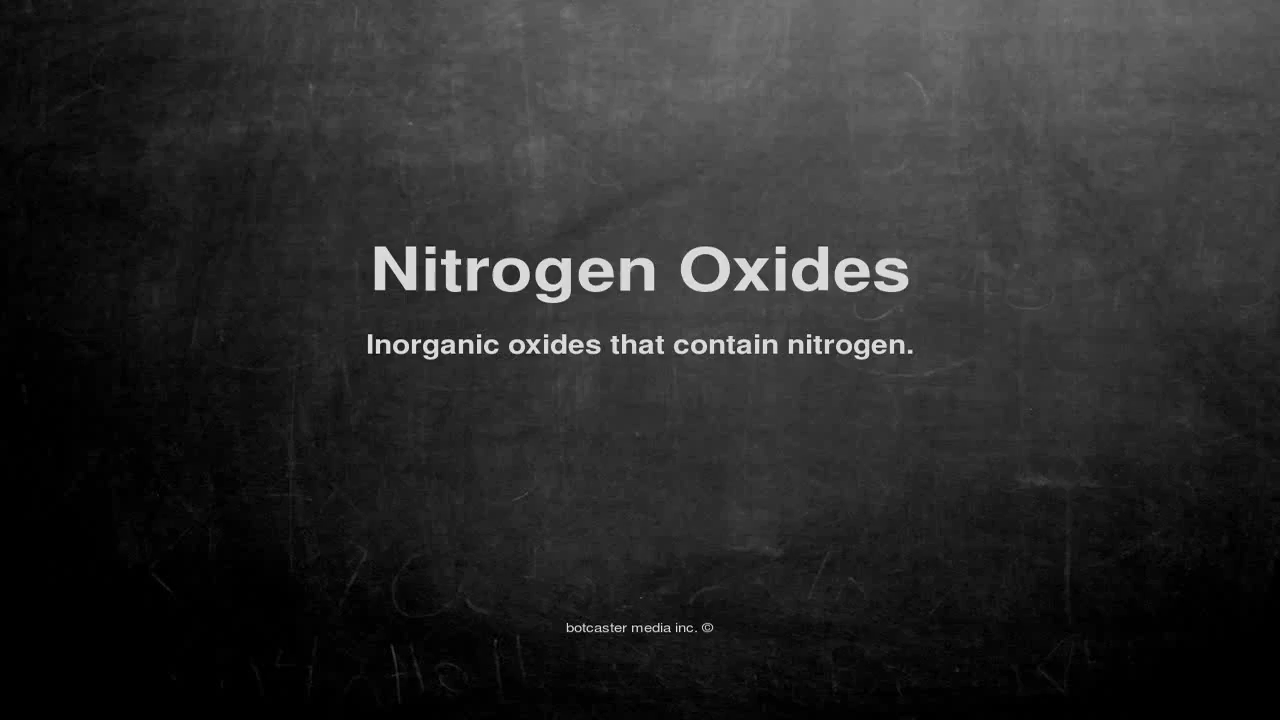 Nitrogen Oxides
Inorganic oxides that contain nitrogen.
botcaster media inc. ©